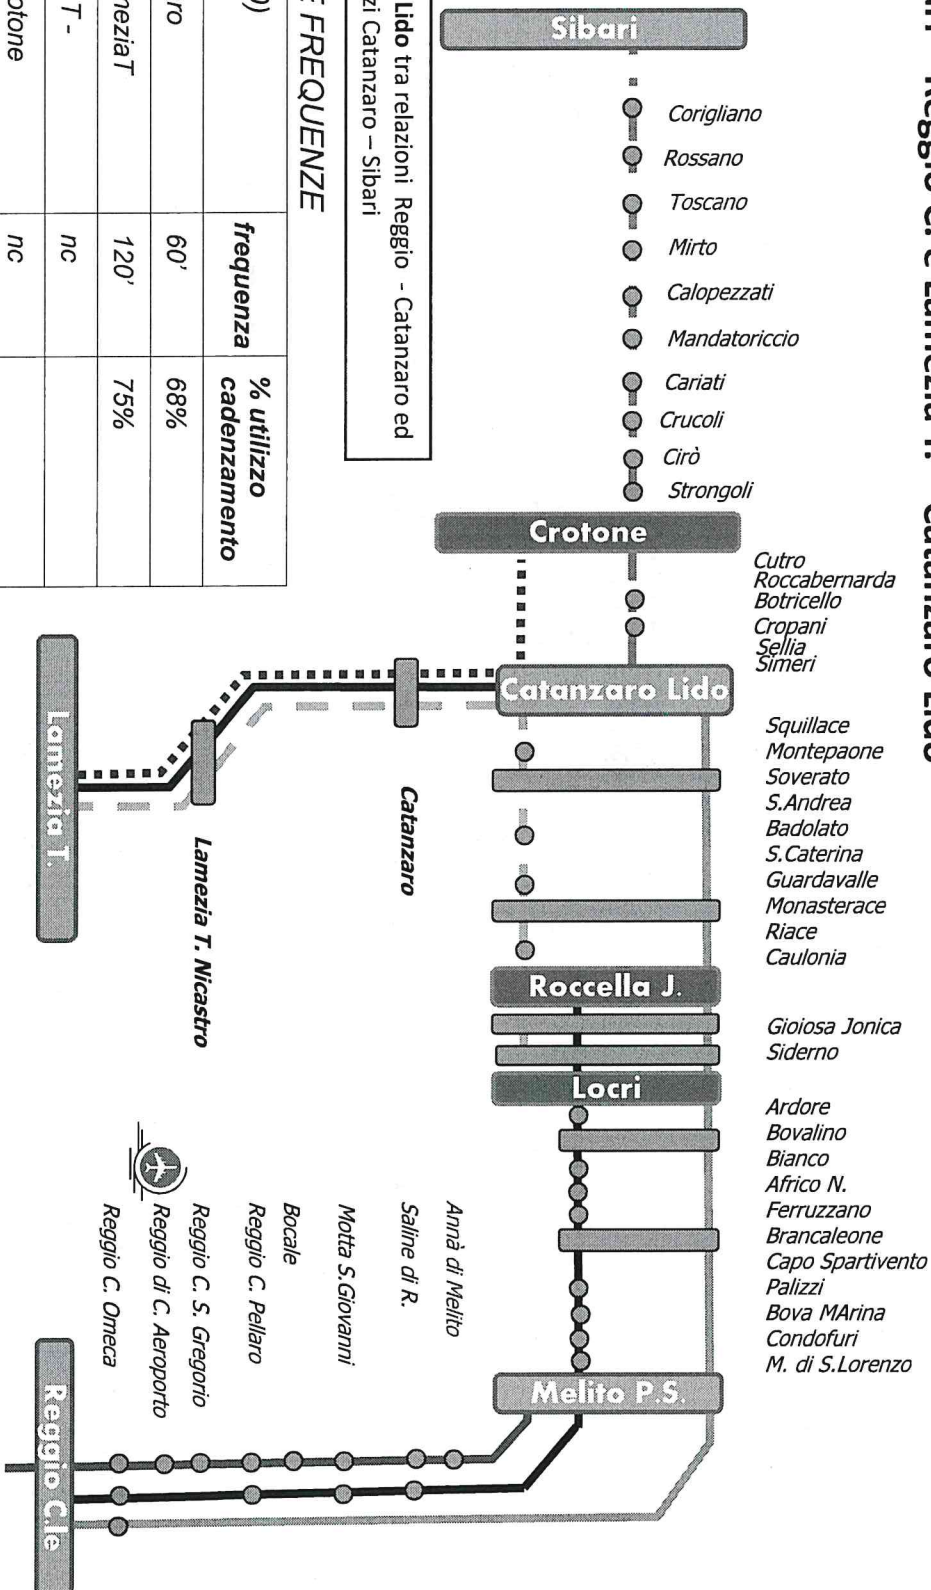 Reggio C. e Lamezia T. – Catanzaro Lido
Sibari
Corigliano
Rossano
Toscano
Mirto
Calopezzati
Mandatoriccio
Cariati
Crucoli
Cirò
Strongoli
Crotone
Cutro
Roccabernarda
Botricello
Cropani
Sellia
Simeri
Catanzaro Lido
Squillace
Montepaone
Soverato
S.Andrea
Badolato
S.Caterina
Guardavalle
Monasterace
Riace
Caulonia
Roccella J.
Gioiosa Jonica
Siderno
Locri
Ardore
Bovalino
Bianco
Africo N.
Ferruzzano
Brancaleone
Capo Spartivento
Palizzi
Bova MArina
Condofuri
M. di S.Lorenzo
Melito P.S.
Annà di Melito
Saline di R.
Motta S.Giovanni
Bocale
Reggio C. Pellaro
Reggio C. S. Gregorio
Reggio di C. Aeroporto
Reggio C. Omeca
Reggio C.le
Catanzaro
Lamezia T. Nicastro
Lamezia T.
Lido tra relazioni Reggio - Catanzaro ed
Catanzaro – Sibari
FREQUENZE
frequenza % utilizzo
cadenzamento
60' 68%
120' 75%
T - nc
nc